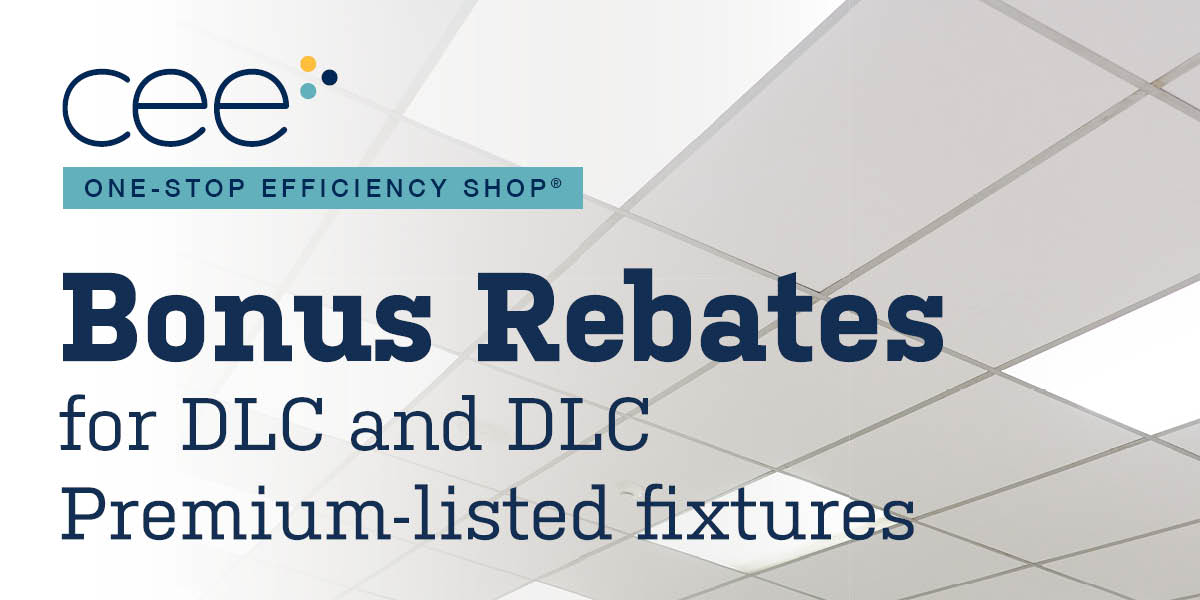 cee
ONE-STOP EFFICIENCY SHOP®
Bonus Rebates
for DLC and DLC
Premium-listed fixtures